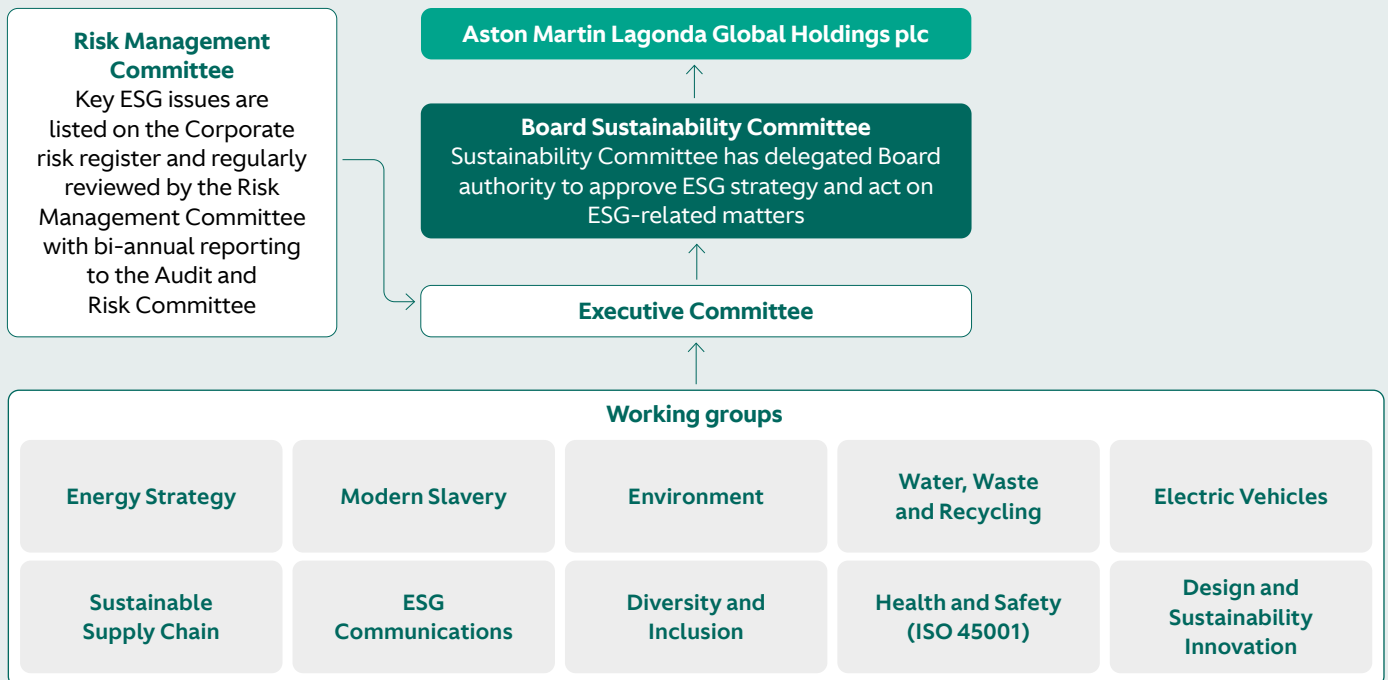 Risk Management
Committee
Key ESG issues are
listed on the Corporate
risk register and regularly
reviewed by the Risk
Management Committee
with bi-annual reporting
to the Audit and
Risk Committee
Aston Martin Lagonda Global Holdings plc
Board Sustainability Committee
Sustainability Committee has delegated Board
authority to approve ESG strategy and act on
ESG-related matters
Executive Committee
Working groups
Energy Strategy
Modern Slavery
Environment
Water, Waste
and Recycling
Electric Vehicles
Sustainable
Supply Chain
ESG
Communications
Diversity and
Inclusion
Health and Safety
(ISO 45001)
Design and
Sustainability
Innovation